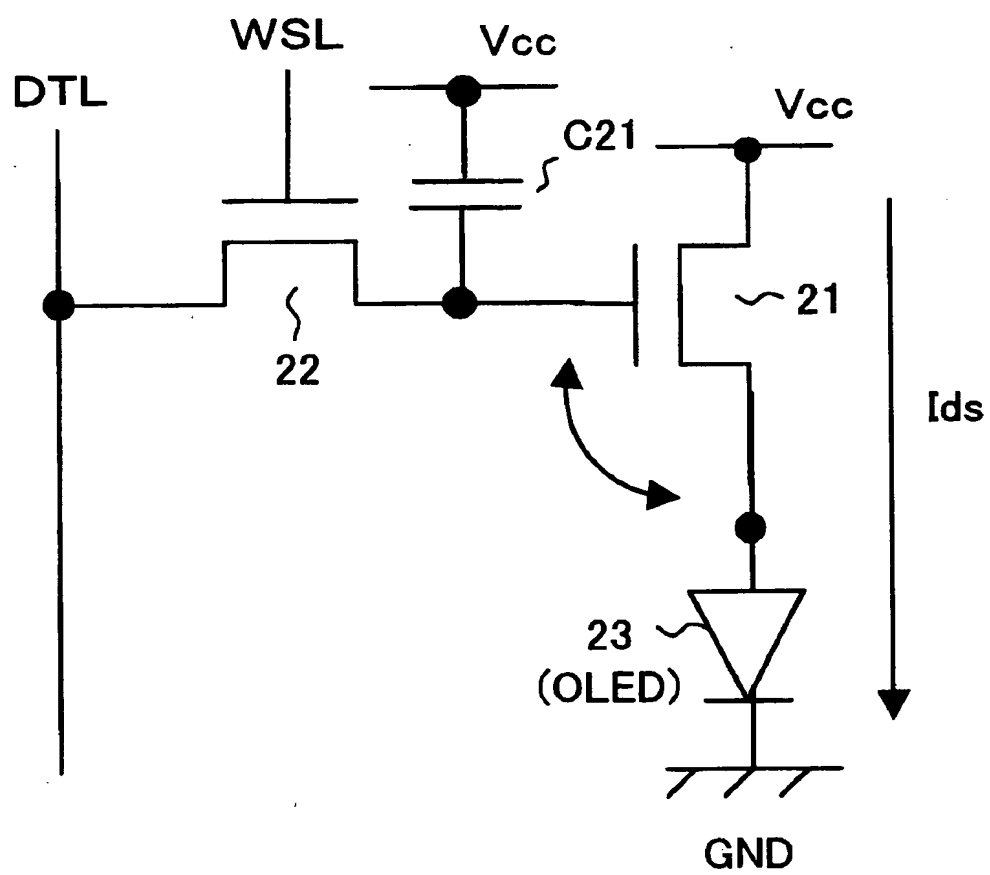 WSL
Vcc
DTL
Vcc
C21
21
22
Ids
23
(OLED)
GND